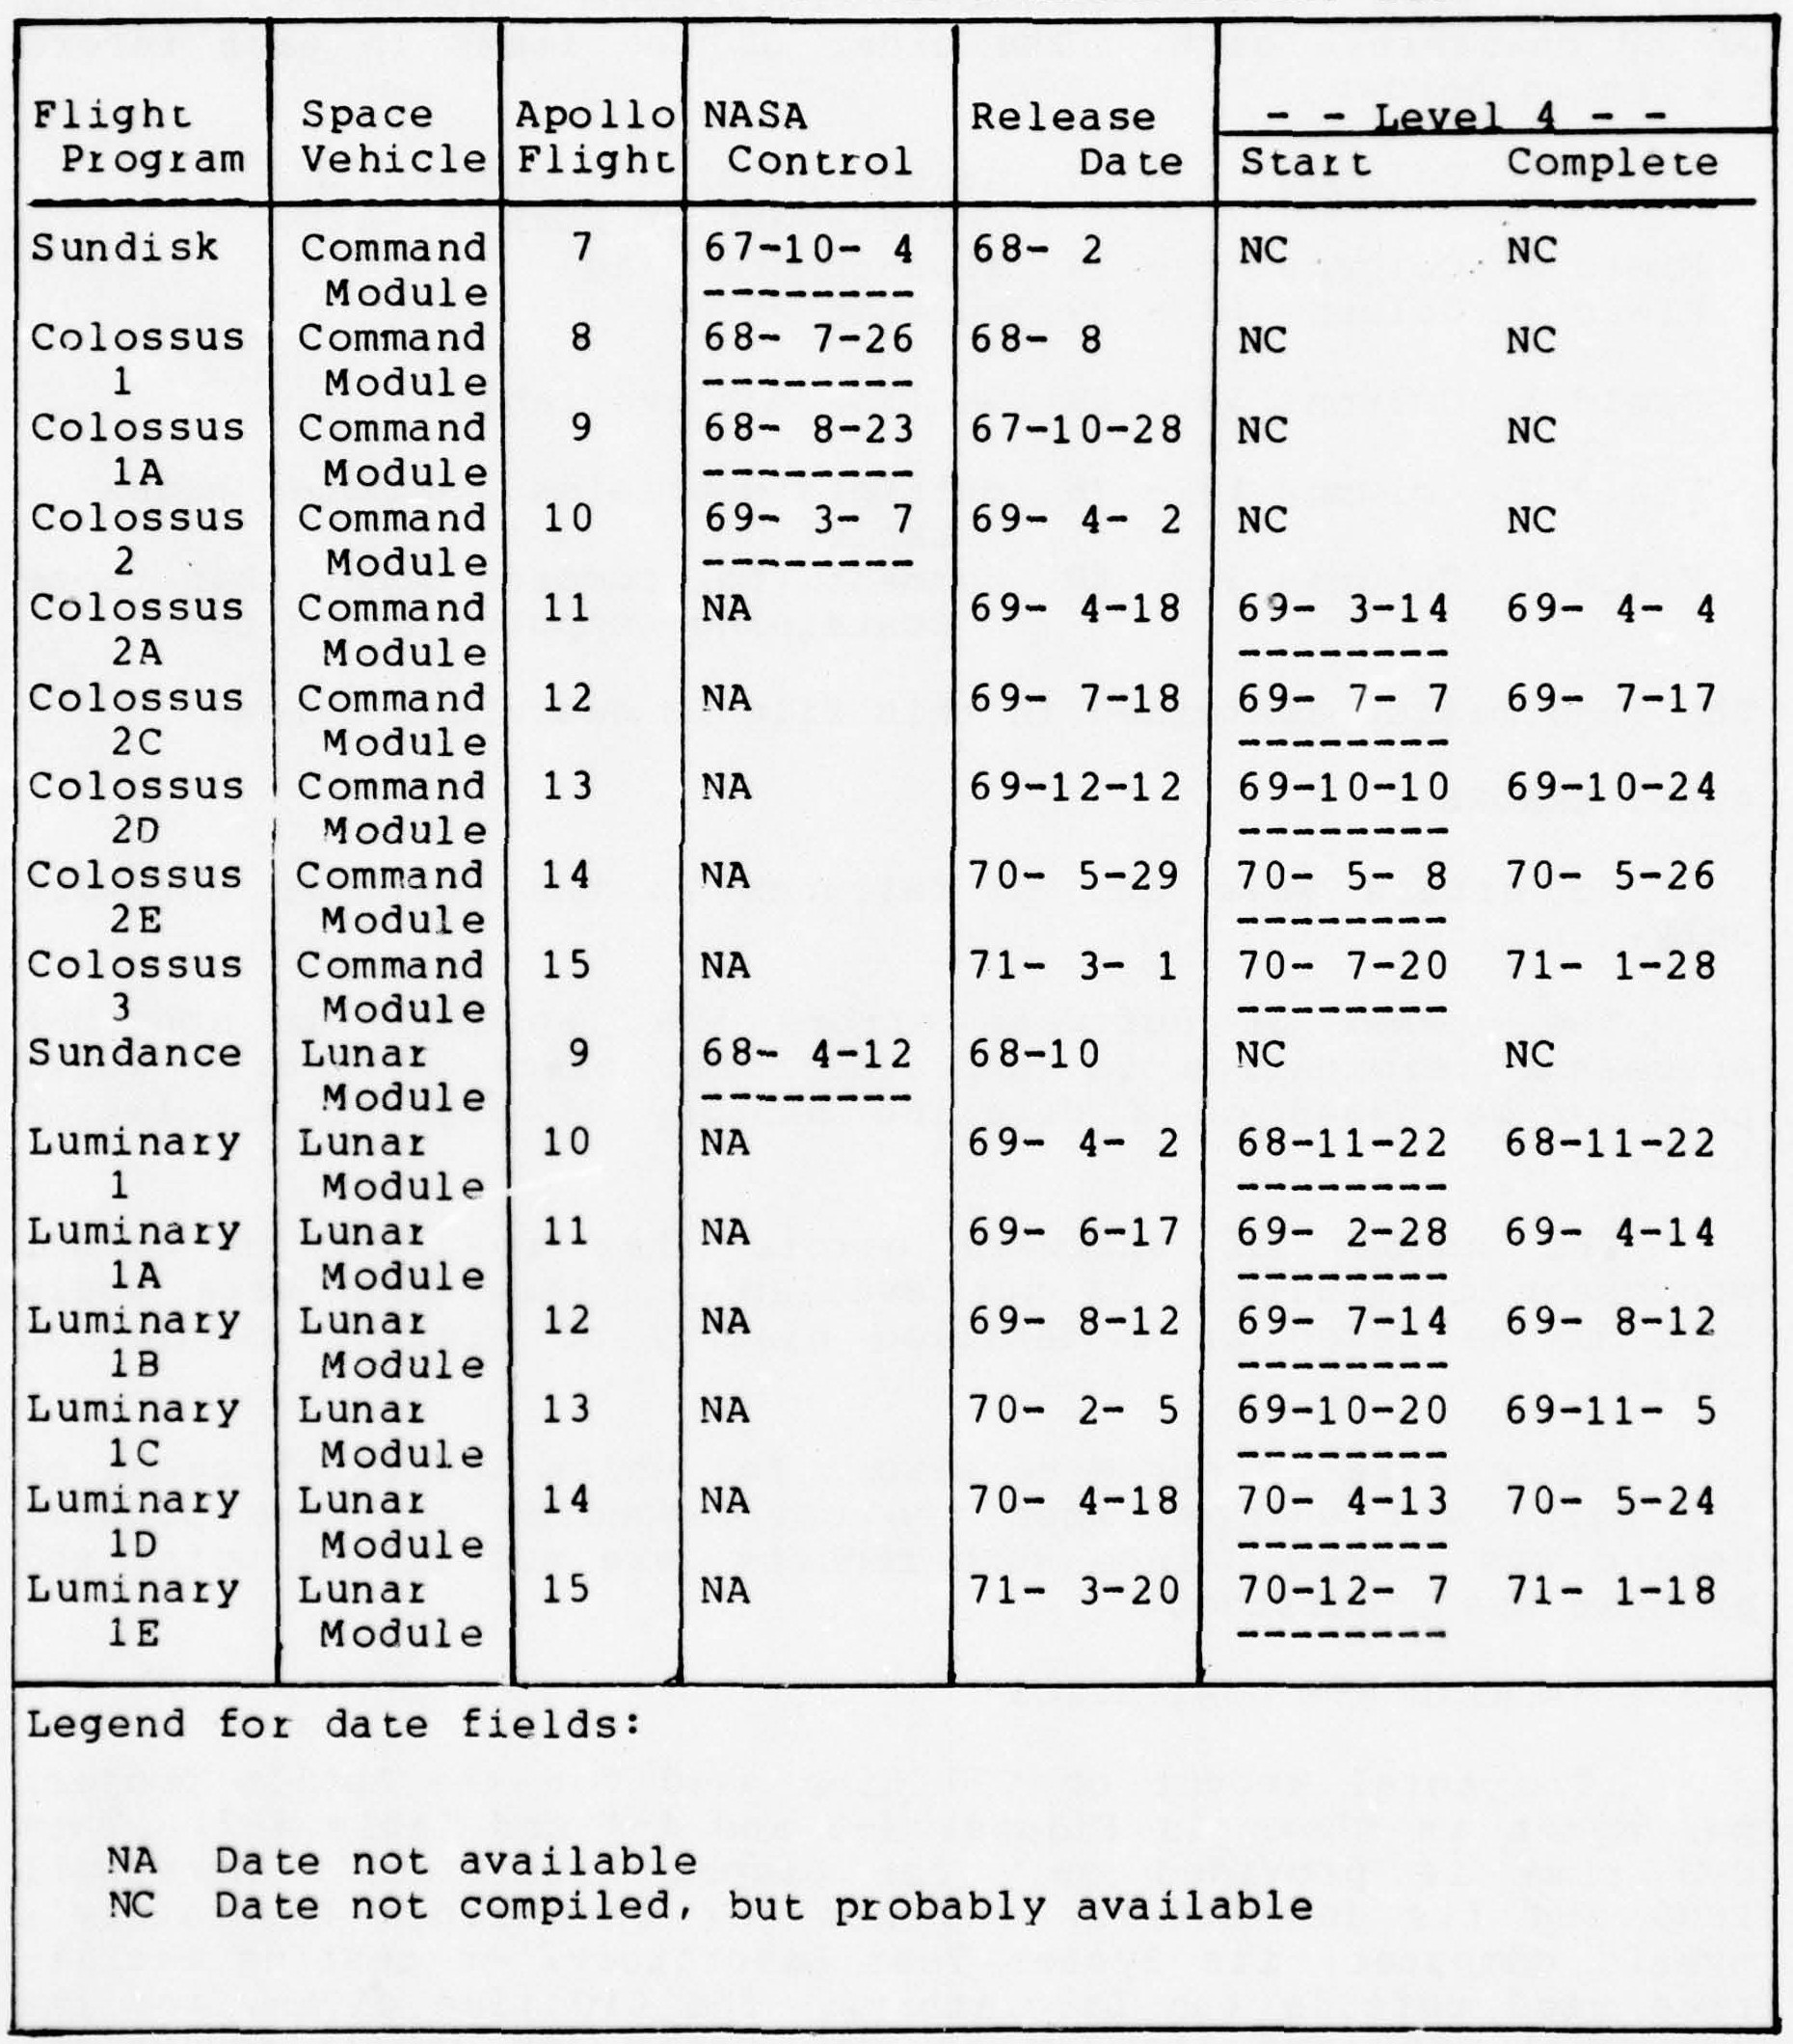 Flight Space Apollo NASA Release - - Level 4 - -
Program Vehicle Flight Control Date Start Complete
Sundisk Command 7 67-10- 4 68- 2 NC NC
Module --------
Colossus Command 8 68- 7-26 68- 8 NC NC
1 Module --------
Colossus Command 9 68- 8-23 67-10-28 NC NC
1A Module --------
Colossus Command 10 69- 3- 7 69- 4- 2 NC NC
2 Module --------
Colossus Command 11 NA 69- 4-18 69- 3-14 69- 4- 4
2A Module --------
Colossus Command 12 NA 69- 7-18 69- 7- 7 69- 7-17
2C Module --------
Colossus Command 13 NA 69-12-12 69-10-10 69-10-24
2D Module --------
Colossus Command 14 NA 70- 5-29 70- 5- 8 70- 5-26
2E Module --------
Colossus Command 15 NA 71- 3- 1 70- 7-20 71- 1-28
3 Module --------
Sundance Lunar 9 68- 4-12 68-10 NC NC
Module --------
Luminary Lunar 10 NA 69- 4- 2 68-11-22 68-11-22
1 Module --------
Luminary Lunar 11 NA 69- 6-17 69- 2-28 69- 4-14
1A Module --------
Luminary Lunar 12 NA 69- 8-12 69- 7-14 69- 8-12
1B Module --------
Luminary Lunar 13 NA 70- 2- 5 69-10-20 69-11- 5
1C Module --------
Luminary Lunar 14 NA 70- 4-18 70- 4-13 70- 5-24
1D Module --------
Luminary Lunar 15 NA 71- 3-20 70-12- 7 71- 1-18
1E Module --------
Legend for date fields:
NA Date not available
NC Date not compiled, but probably available